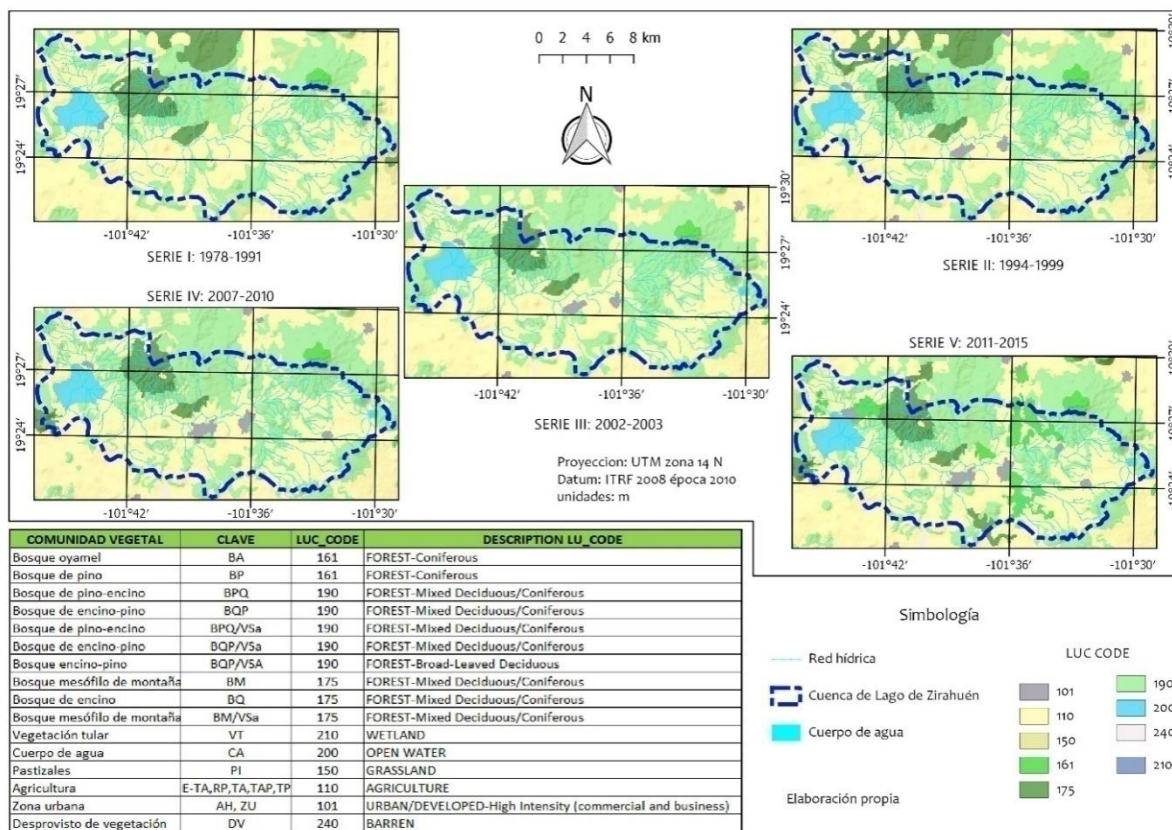 0 2 4 6 8 km
N
19°27′
19°24′
-101°42′ -101°36′ -101°30′
SERIE I: 1978-1991
19°27′
-101°42′ -101°36′ -101°30′
SERIE II: 1994-1999
19°30′
19°27′
19°24′
-101°42′ -101°36′ -101°30′
SERIE III: 2002-2003
SERIE IV: 2007-2010
19°27′
19°24′
-101°42′ -101°36′ -101°30′
SERIE V: 2011-2015
19°27′
19°24′
-101°42′ -101°36′ -101°30′
Proyeccion: UTM zona 14 N
Datum: ITRF 2008 época 2010
unidades: m
COMUNIDAD VEGETAL CLAVE LUC_CODE DESCRIPTION LU_CODE
Bosque oyamel BA 161 FOREST-Coniferous
Bosque de pino BP 161 FOREST-Coniferous
Bosque de pino-encino BPQ 190 FOREST-Mixed Deciduous/Coniferous
Bosque de encino-pino BQP 190 FOREST-Mixed Deciduous/Coniferous
Bosque de pino-encino BPQ/VSa 190 FOREST-Mixed Deciduous/Coniferous
Bosque de encino-pino BQP/VSa 190 FOREST-Mixed Deciduous/Coniferous
Bosque encino-pino BQP/VSA 190 FOREST-Broad-Leaved Deciduous
Bosque mesófilo de montaña BM 175 FOREST-Mixed Deciduous/Coniferous
Bosque de encino BQ 175 FOREST-Mixed Deciduous/Coniferous
Bosque mesófilo de montaña BM/VSa 175 FOREST-Mixed Deciduous/Coniferous
Vegetación tular VT 210 WETLAND
Cuerpo de agua CA 200 OPEN WATER
Pastizales PI 150 GRASSLAND
Agricultura E-TA,RP,TA,TAP,TP 110 AGRICULTURE
Zona urbana AH, ZU 101 URBAN/DEVELOPED-High Intensity (commercial and business)
Desprovisto de vegetación DV 240 BARREN
Simbología
Red hídrica
Cuenca de Lago de Zirahuén
Cuerpo de agua
Elaboración propia
LUC CODE
101
110
150
161
175
190
200
240
210